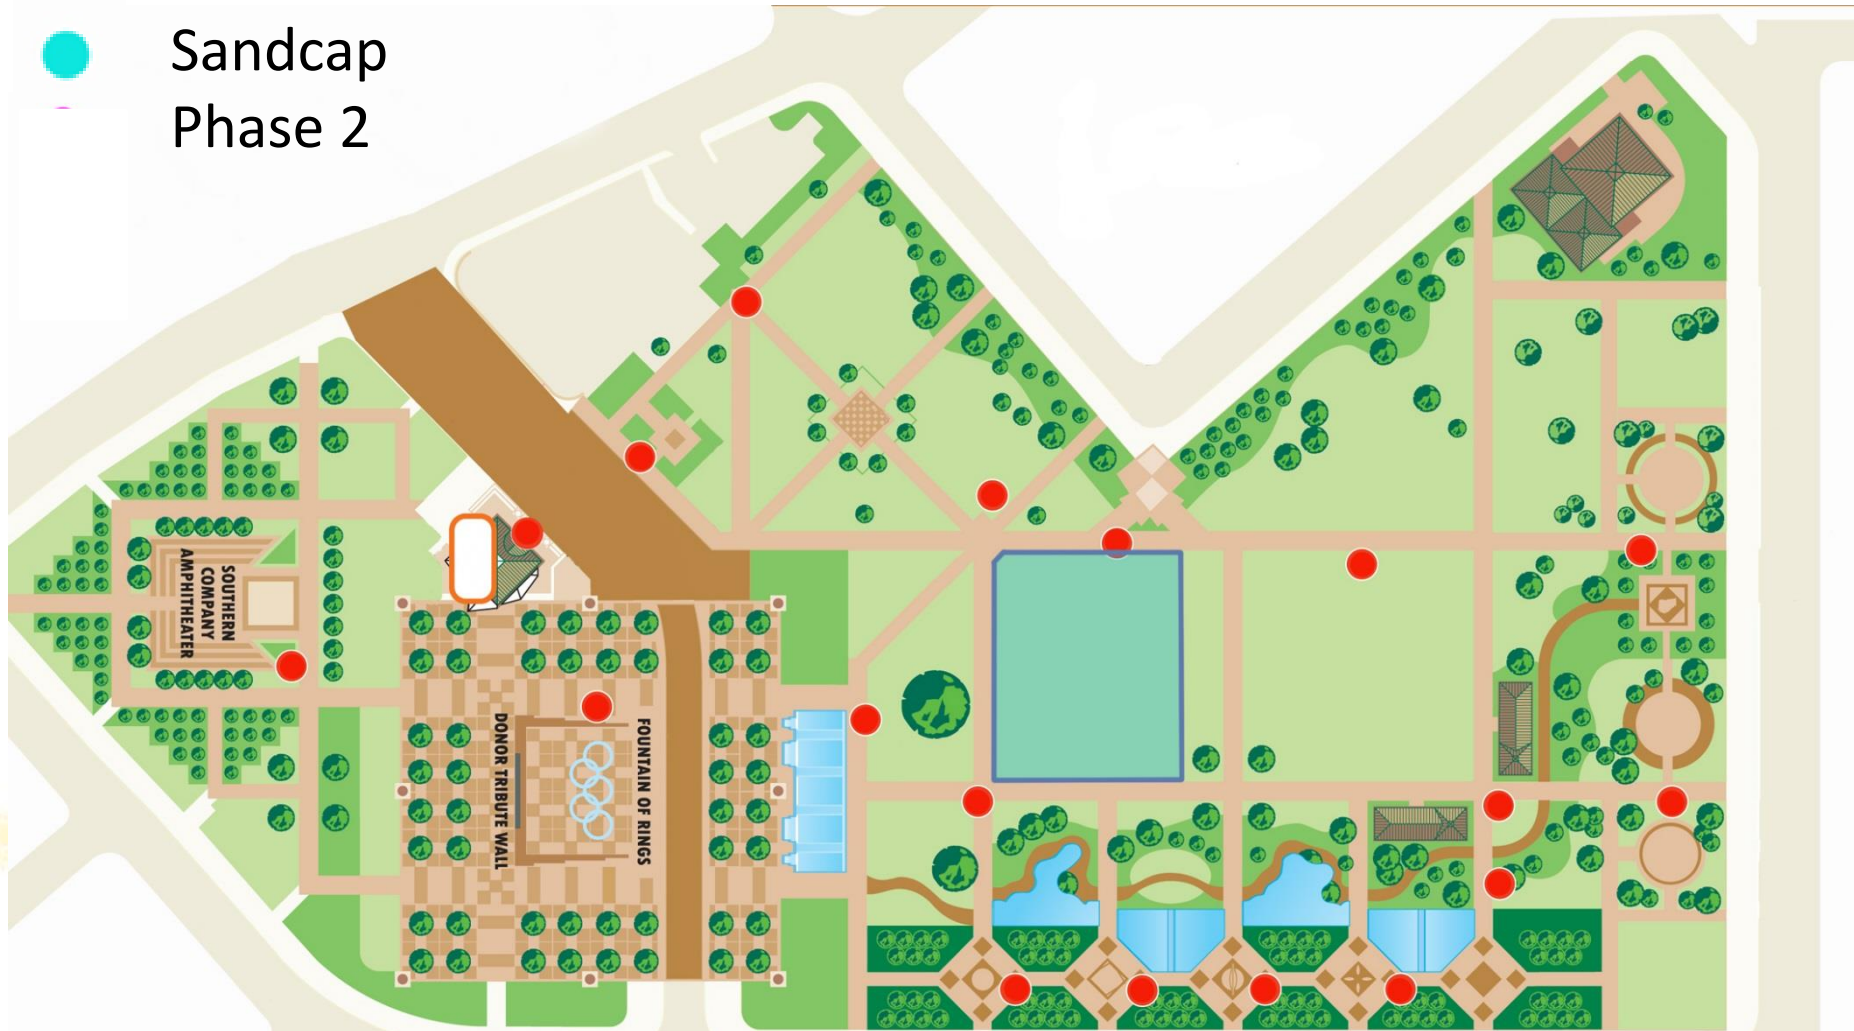 Sandcap
Phase 2
SOUTHERN
COMPANY
AMPHITHEATER
DONOR TRIBUTE WALL
FOUNTAIN OF RINGS